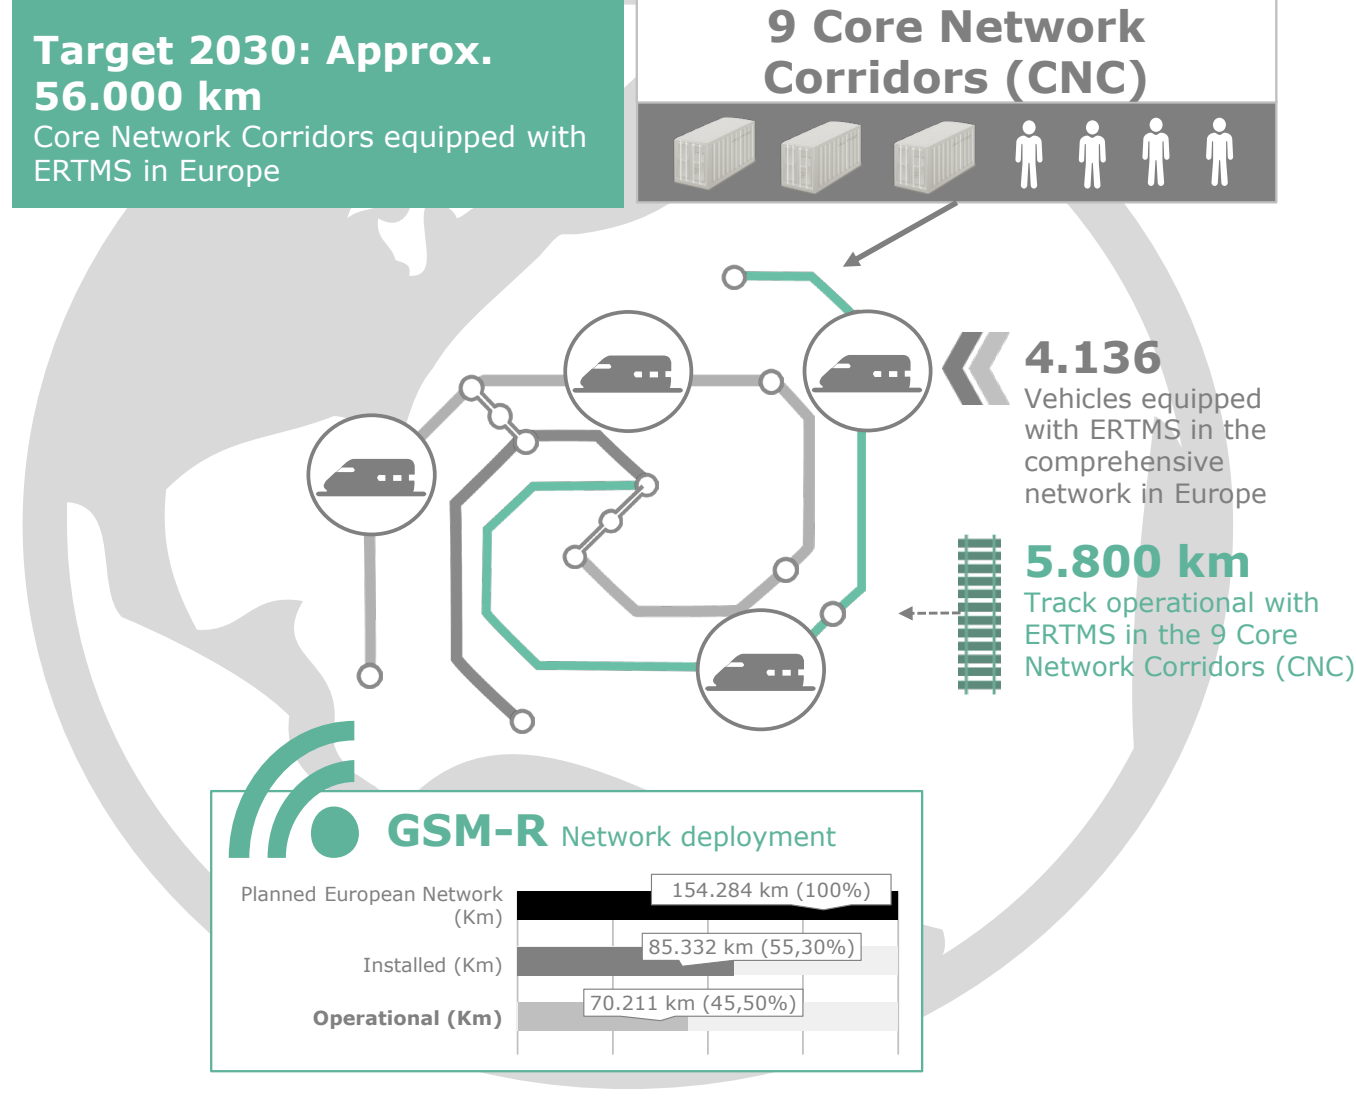 Target 2030: Approx.
56.000 km
Core Network Corridors equipped with
ERTMS in Europe
9 Core Network
Corridors (CNC)
4.136
Vehicles equipped
with ERTMS in the
comprehensive
network in Europe
5.800 km
Track operational with
ERTMS in the 9 Core
Network Corridors (CNC)
GSM-R Network deployment
Planned European Network
(Km)
154.284 km (100%)
Installed (Km)
85.332 km (55,30%)
Operational (Km)
70.211 km (45,50%)